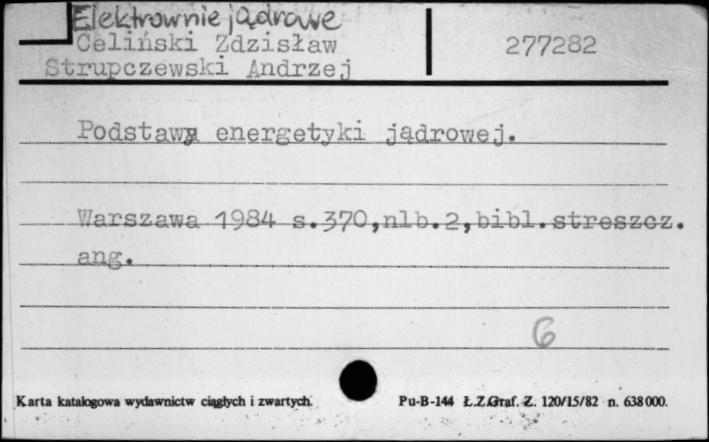 Elektrownie jądrowe
Celiński Zdzisław 277282
Strupczewski Andrzej
Podstawy energetyki jądrowej.
Warszawa 1984 s.370,nlb.2,bibl.streszcz.
ang.
6
Karta katalogowa wydawnictw ciągłych i zwartych. Pu-B-144 Ł.Z.Graf. Z. 120/15/82 n. 638000.